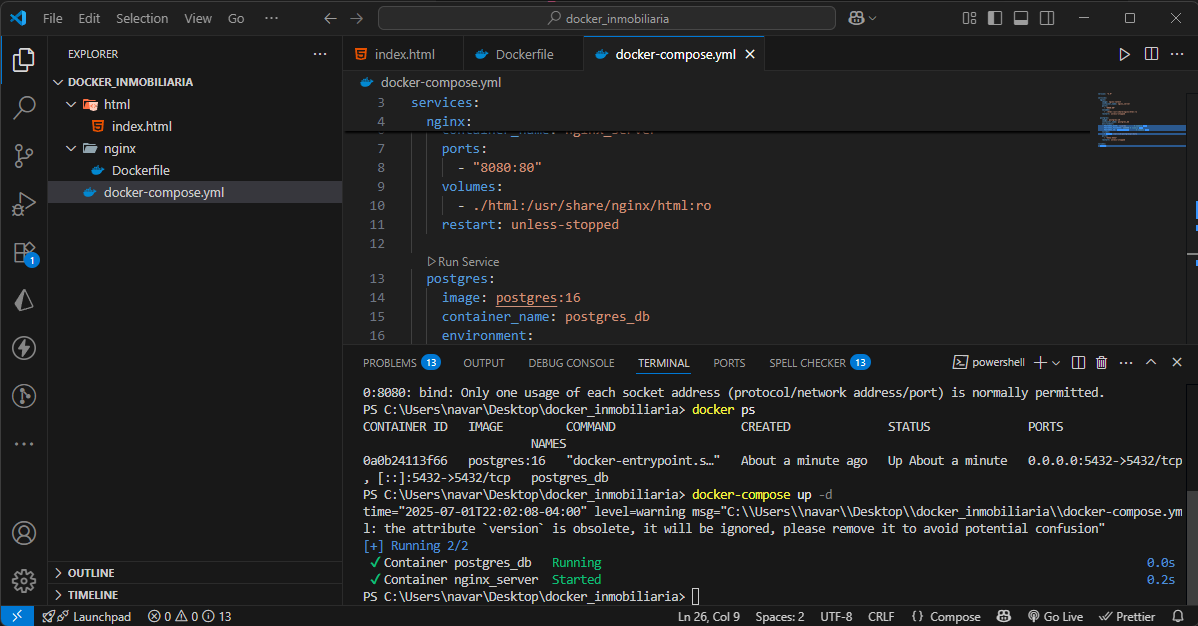 File Edit Selection View Go ··· docker_inmobiliaria
EXPLORER ···
DOCKER_INMOBILIARIA
html
index.html
nginx
Dockerfile
docker-compose.yml
OUTLINE
TIMELINE
1
index.html Dockerfile docker-compose.yml
docker-compose.yml
3 services:
4 nginx:
container_name: nginx_server
7 ports:
8 - "8080:80"
9 volumes:
10 - ./html:/usr/share/nginx/html:ro
11 restart: unless-stopped
12
Run Service
13 postgres:
14 image: postgres:16
15 container_name: postgres_db
16 environment:
PROBLEMS 13 OUTPUT DEBUG CONSOLE TERMINAL PORTS SPELL CHECKER 13 powershell
0:8080: bind: Only one usage of each socket address (protocol/network address/port) is normally permitted.
PS C:\Users\navar\Desktop\docker_inmobiliaria> docker ps
CONTAINER ID IMAGE COMMAND CREATED STATUS PORTS
NAMES
0a0b24113f66 postgres:16 "docker-entrypoint.s…" About a minute ago Up About a minute 0.0.0.0:5432->5432/tcp
, [::]:5432->5432/tcp postgres_db
PS C:\Users\navar\Desktop\docker_inmobiliaria> docker-compose up -d
time="2025-07-01T22:02:08-04:00" level=warning msg="C:\\Users\\navar\\Desktop\\docker_inmobiliaria\\docker-compose.ym
l: the attribute `version` is obsolete, it will be ignored, please remove it to avoid potential confusion"
[+] Running 2/2
✔ Container postgres_db Running 0.0s
✔ Container nginx_server Started 0.2s
PS C:\Users\navar\Desktop\docker_inmobiliaria>
Launchpad 0 0 13 Ln 26, Col 9 Spaces: 2 UTF-8 CRLF {} Compose Go Live Prettier